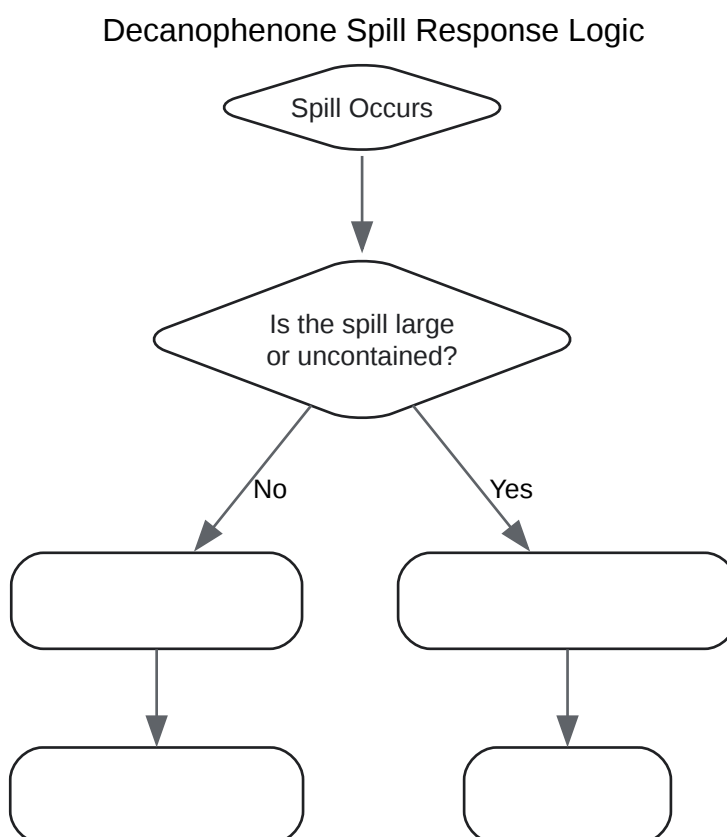 Decanophenone Spill Response Logic
Spill Occurs
Is the spill large
or uncontained?
No
Yes